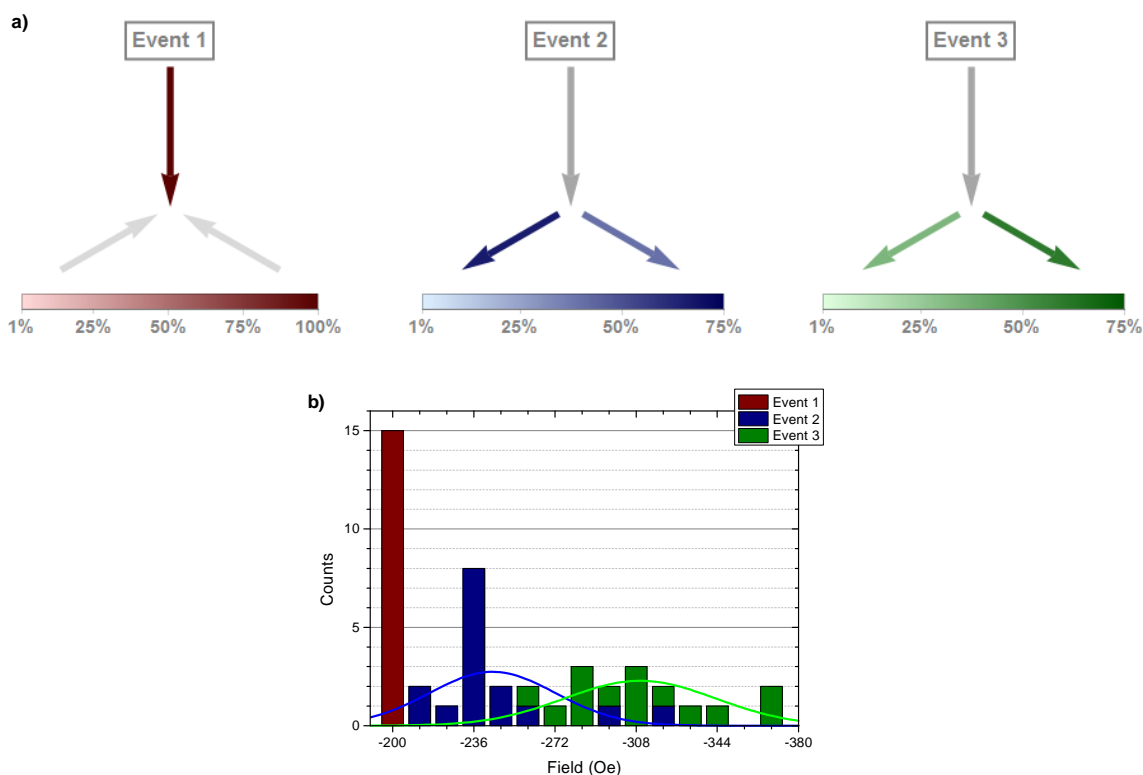 a)
Event 1
Event 2
Event 3
1% 25% 50% 75% 100%
1% 25% 50% 75%
1% 25% 50% 75%
b)
Event 1
Event 2
Event 3
15
10
5
0
Counts
-200 -236 -272 -308 -344 -380
Field (Oe)